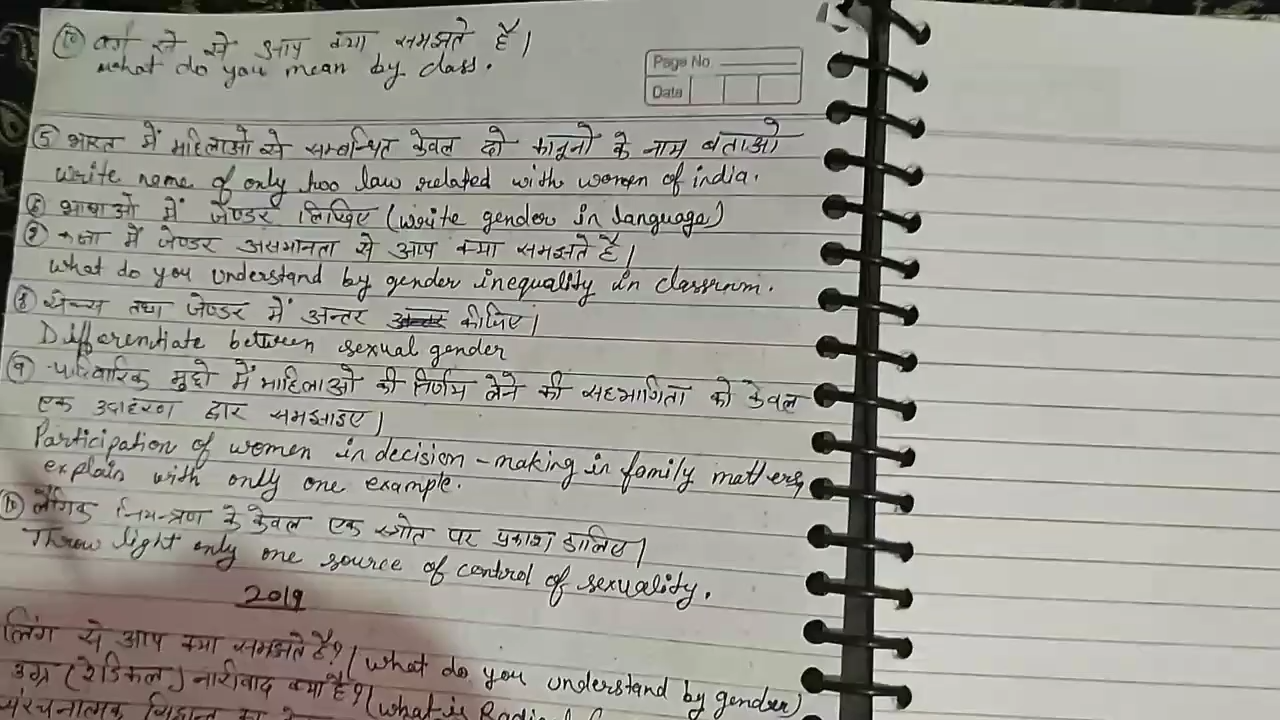 ⑩ वर्ग से से आप क्या समझते है।
what do you mean by class.
Page No.
Date
⑤ भारत में महिलाओ से सम्बन्धित केवल दो कानूनो के नाम बताओ
write name of only two law related with women of india.
⑥ भाषाओ में जेण्डर लिखिए (write gender in language)
⑦ कक्षा में जेण्डर असमानता से आप क्या समझते है।
what do you understand by gender inequality in classroom.
⑧ सेक्स तथा जेण्डर में अन्तर कीजिए।
Differentiate between sexual gender
⑨ पारिवारिक मुद्दो में महिलाओ की निर्णय लेने की सहभागिता को केवल
एक उदाहरण द्वार समझाइए।
Participation of women in decision-making in family matters,
explain with only one example.
⑩ लैंगिक नियन्त्रण के केवल एक स्त्रोत पर प्रकाश डालिए।
Throw light only one source of control of sexuality.
2019
लिंग से आप क्या समझते है? (what do you understand by gender)
उग्र (रेडिकल) नारीवाद क्या है? (what is Radical
संरचनात्मक